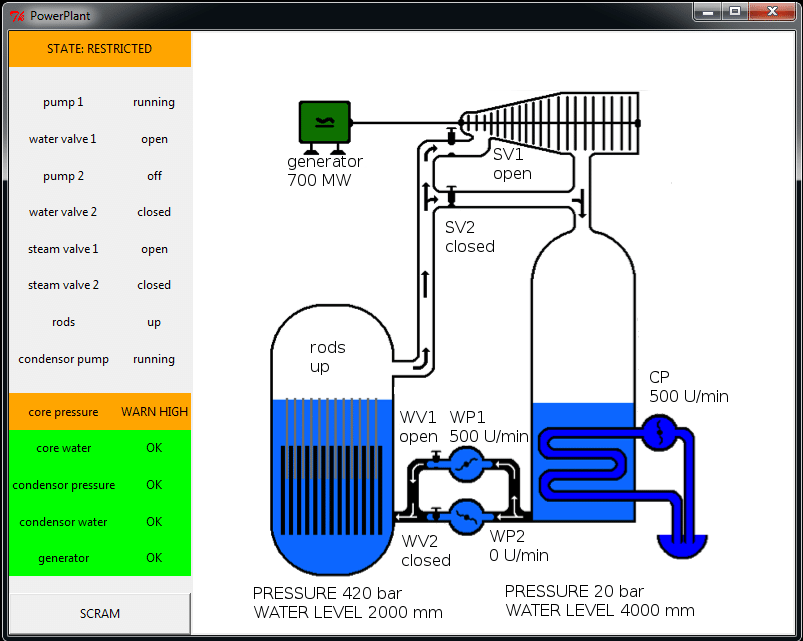 PowerPlant
STATE: RESTRICTED
pump 1 running
water valve 1 open
pump 2 off
water valve 2 closed
steam valve 1 open
steam valve 2 closed
rods up
condensor pump running
core pressure WARN HIGH
core water OK
condensor pressure OK
condensor water OK
generator OK
SCRAM
generator
700 MW
SV1
open
SV2
closed
rods
up
CP
500 U/min
WV1
open
WP1
500 U/min
WV2
closed
WP2
0 U/min
PRESSURE 420 bar
WATER LEVEL 2000 mm
PRESSURE 20 bar
WATER LEVEL 4000 mm